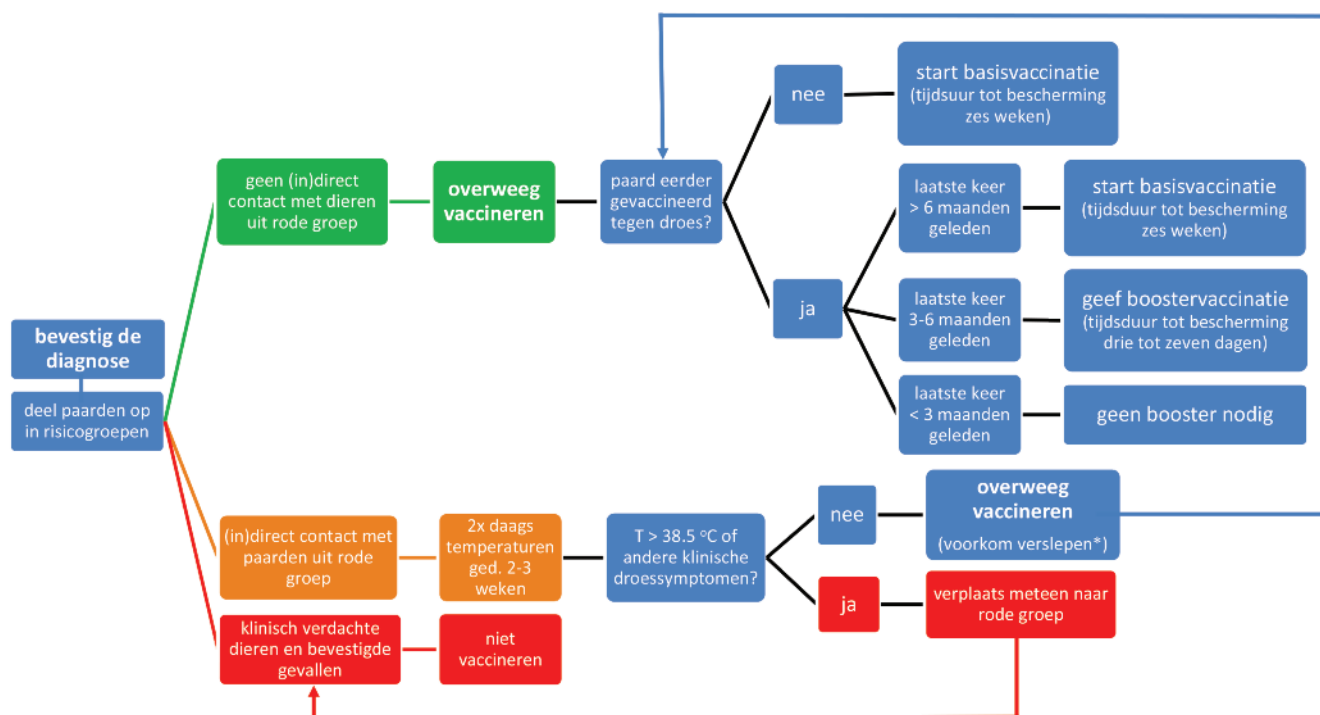 bevestig de
diagnose
deel paarden op
in risicogroepen
geen (in)direct
contact met dieren
uit rode groep
overweeg
vaccineren
paard eerder
gevaccineerd
tegen droes?
nee
start basisvaccinatie
(tijdsuur tot bescherming
zes weken)
ja
laatste keer
> 6 maanden
geleden
start basisvaccinatie
(tijdsduur tot bescherming
zes weken)
laatste keer
3-6 maanden
geleden
geef boostervaccinatie
(tijdsduur tot bescherming
drie tot zeven dagen)
laatste keer
< 3 maanden
geleden
geen booster nodig
(in)direct contact met
paarden uit rode
groep
2x daags
temperaturen
ged. 2-3
weken
T > 38.5 °C of
andere klinische
droessymptomen?
nee
overweeg
vaccineren
(voorkom verslepen*)
ja
verplaats meteen naar
rode groep
klinisch verdachte
dieren en bevestigde
gevallen
niet
vaccineren